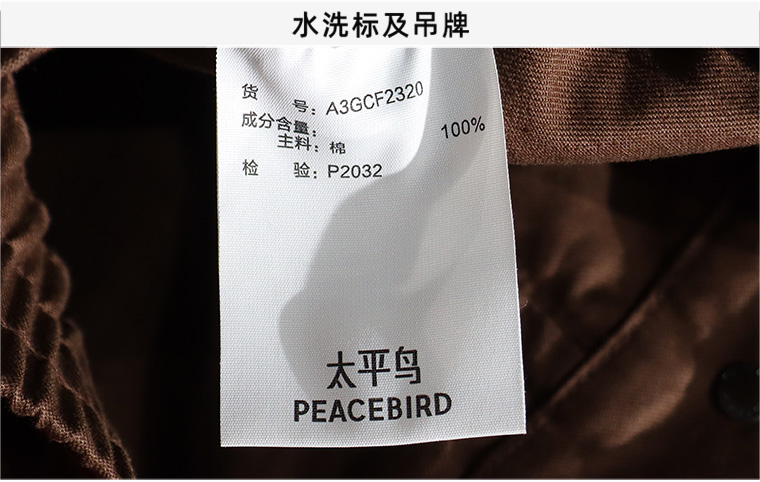 水洗标及吊牌
货 号：A3GCF2320
成分含量：
主料：棉 100%
检 验：P2032
太平鸟
PEACEBIRD